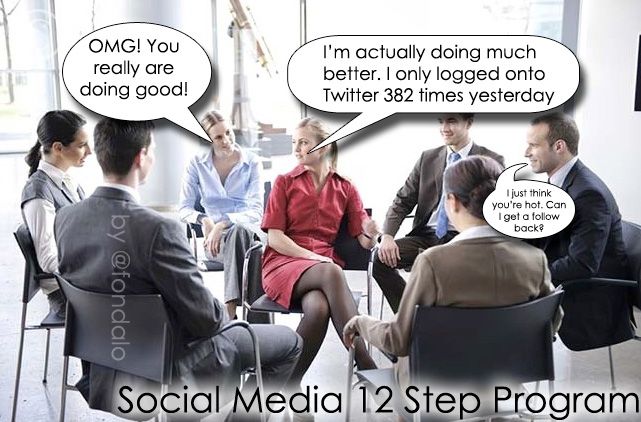 OMG! You
really are
doing good!
I'm actually doing much
better. I only logged onto
Twitter 382 times yesterday
I just think
you're hot. Can
I get a follow
back?
by @fondalo
Social Media 12 Step Program